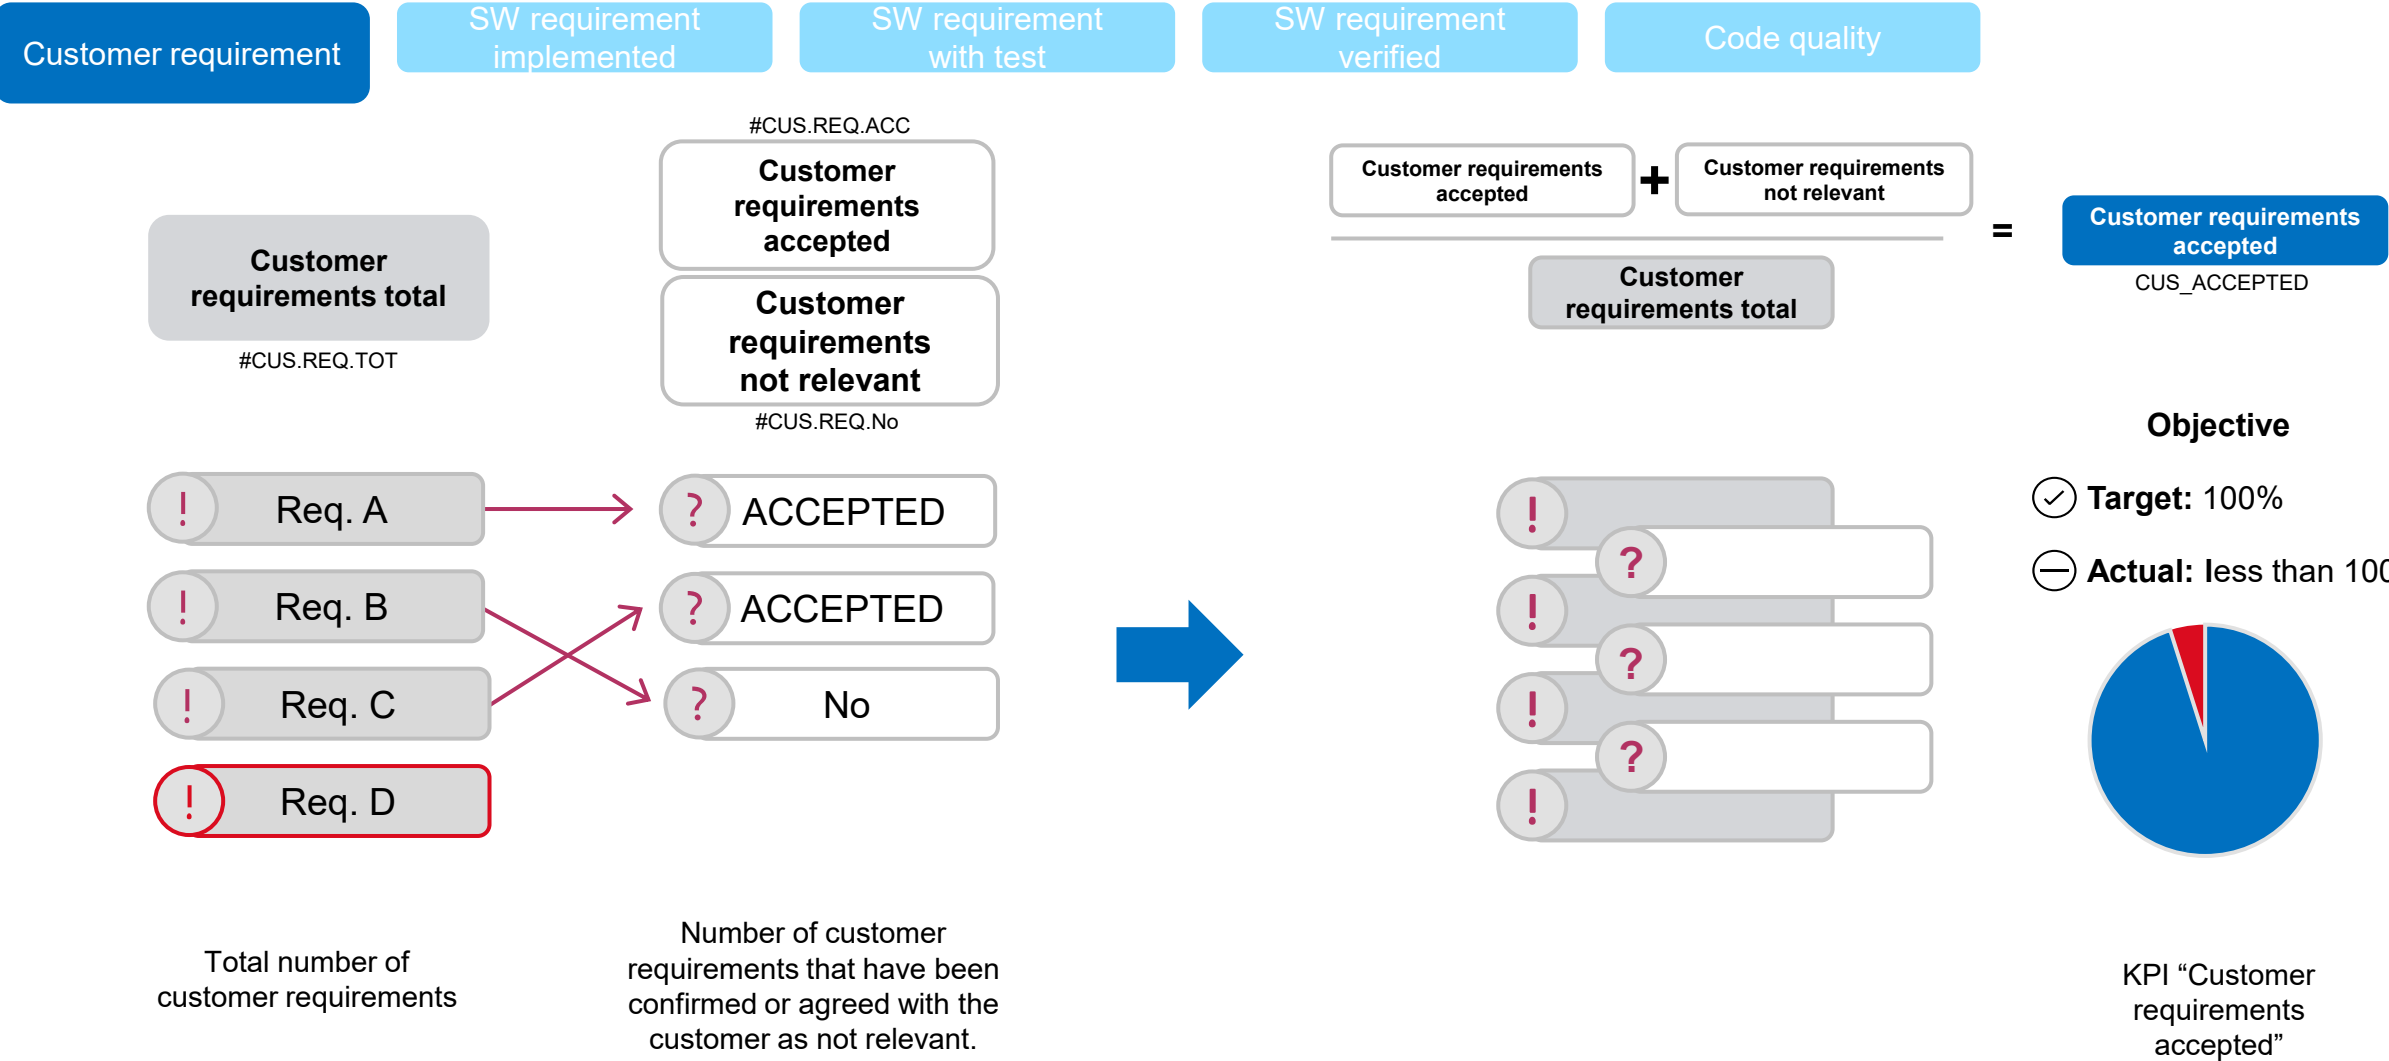 Customer requirement
SW requirement
implemented
SW requirement
with test
SW requirement
verified
Code quality
#CUS.REQ.ACC
Customer
requirements
accepted
Customer
requirements total
#CUS.REQ.TOT
Customer
requirements
not relevant
#CUS.REQ.No
! Req. A
? ACCEPTED
! Req. B
? ACCEPTED
! Req. C
? No
! Req. D
Total number of
customer requirements
Number of customer
requirements that have been
confirmed or agreed with the
customer as not relevant.
Customer requirements
accepted
+
Customer requirements
not relevant
Customer
requirements total
=
Customer requirements
accepted
CUS_ACCEPTED
!
?
!
?
!
?
!
Objective
Target: 100%
Actual: less than 100
KPI “Customer
requirements
accepted”